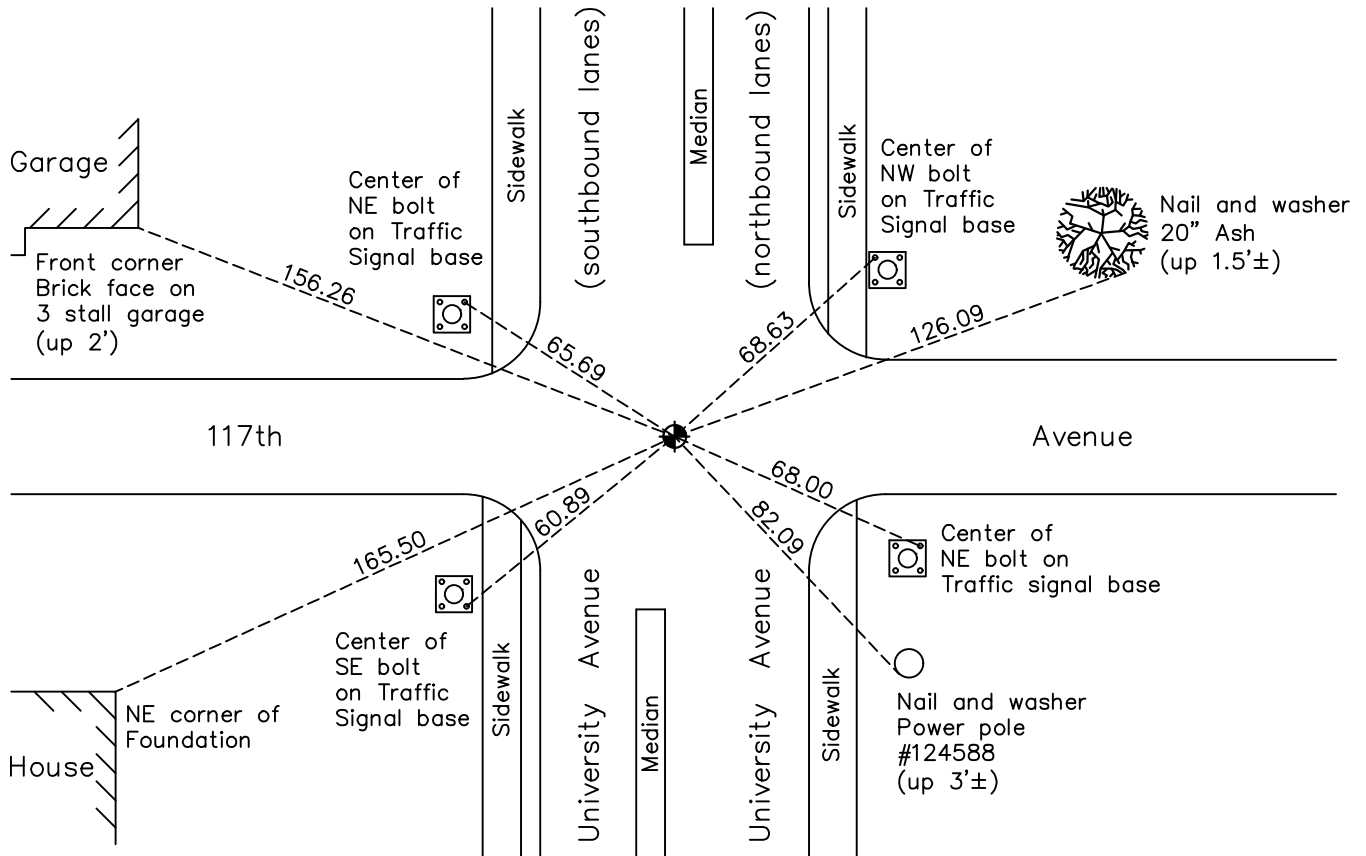 Garage
Front corner
Brick face on
3 stall garage
(up 2')
156.26
Center of
NE bolt
on Traffic
Signal base
65.69
Sidewalk
(southbound lanes)
Median
(northbound lanes)
Sidewalk
Center of
NW bolt
on Traffic
Signal base
68.63
126.09
Nail and washer
20" Ash
(up 1.5'±)
117th
Avenue
165.50
60.89
68.00
82.09
Center of
NE bolt on
Traffic signal base
Center of
SE bolt
on Traffic
Signal base
Sidewalk
University Avenue
Median
University Avenue
Sidewalk
Nail and washer
Power pole
#124588
(up 3'±)
NE corner of
Foundation
House